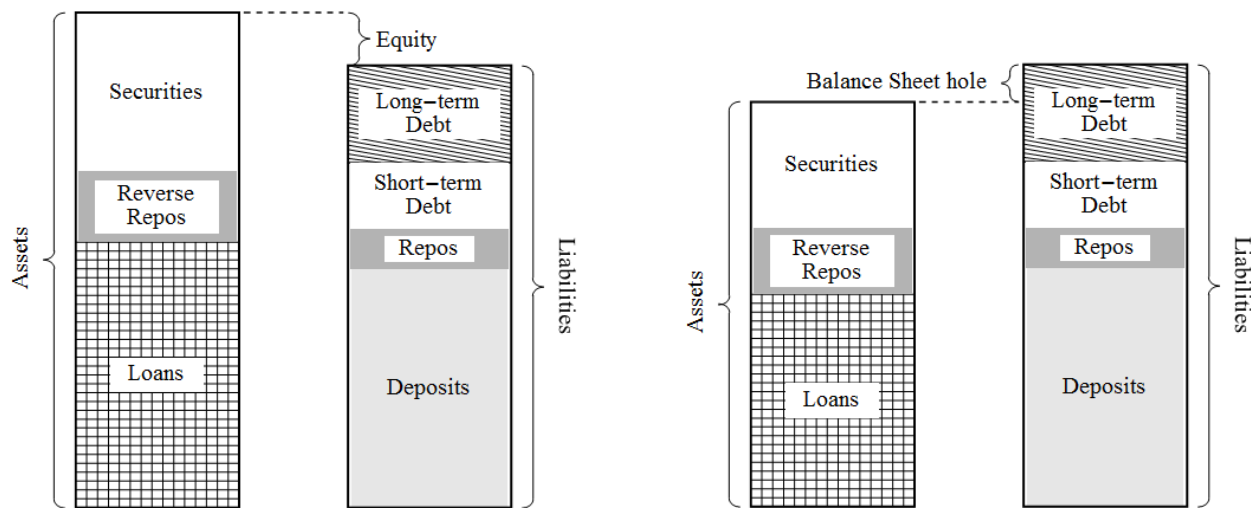 Equity
Securities
Long−term
Debt
Reverse
Repos
Short−term
Debt
Repos
Assets
Liabilities
Loans
Deposits
Balance Sheet hole
Long−term
Debt
Securities
Short−term
Debt
Reverse
Repos
Repos
Assets
Liabilities
Loans
Deposits